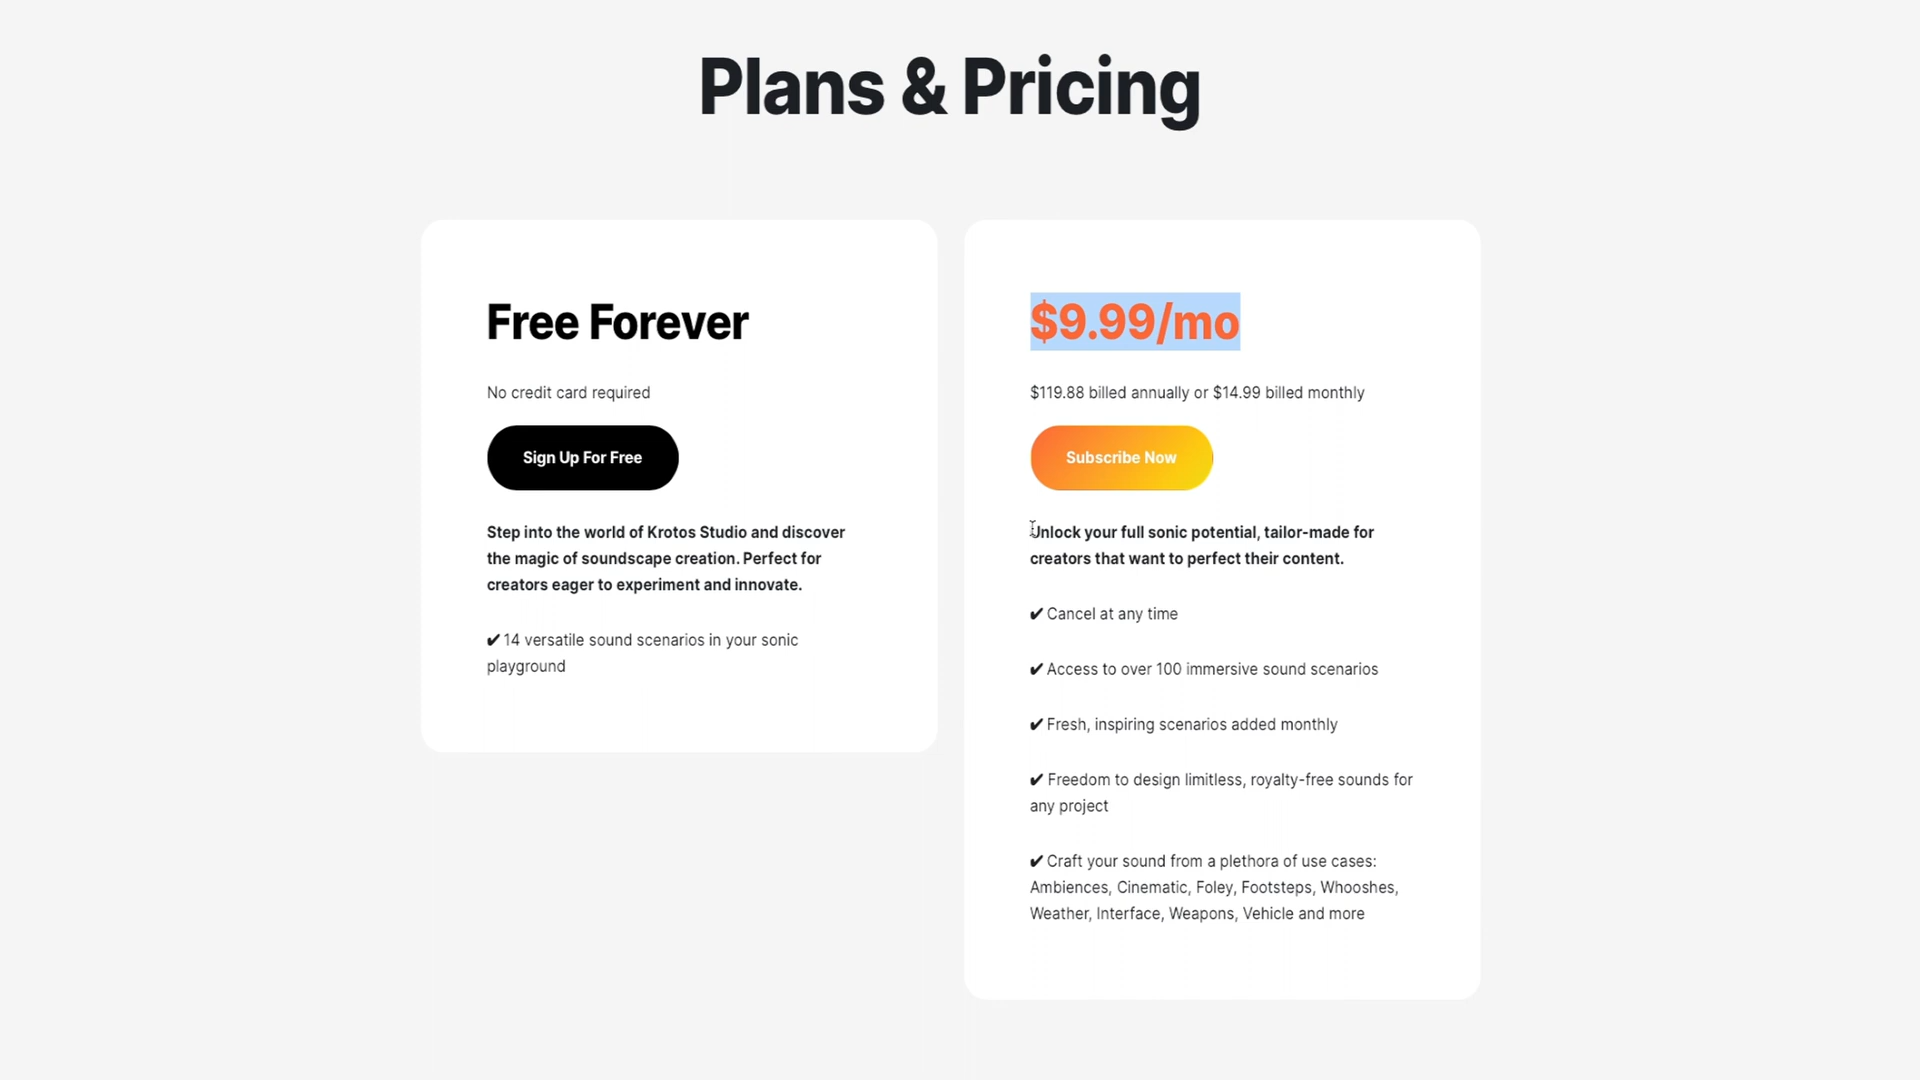 Plans & Pricing
Free Forever
No credit card required
Sign Up For Free
Step into the world of Krotos Studio and discover
the magic of soundscape creation. Perfect for
creators eager to experiment and innovate.
✔ 14 versatile sound scenarios in your sonic
playground
$9.99/mo
$119.88 billed annually or $14.99 billed monthly
Subscribe Now
Unlock your full sonic potential, tailor-made for
creators that want to perfect their content.
✔ Cancel at any time
✔ Access to over 100 immersive sound scenarios
✔ Fresh, inspiring scenarios added monthly
✔ Freedom to design limitless, royalty-free sounds for
any project
✔ Craft your sound from a plethora of use cases:
Ambiences, Cinematic, Foley, Footsteps, Whooshes,
Weather, Interface, Weapons, Vehicle and more